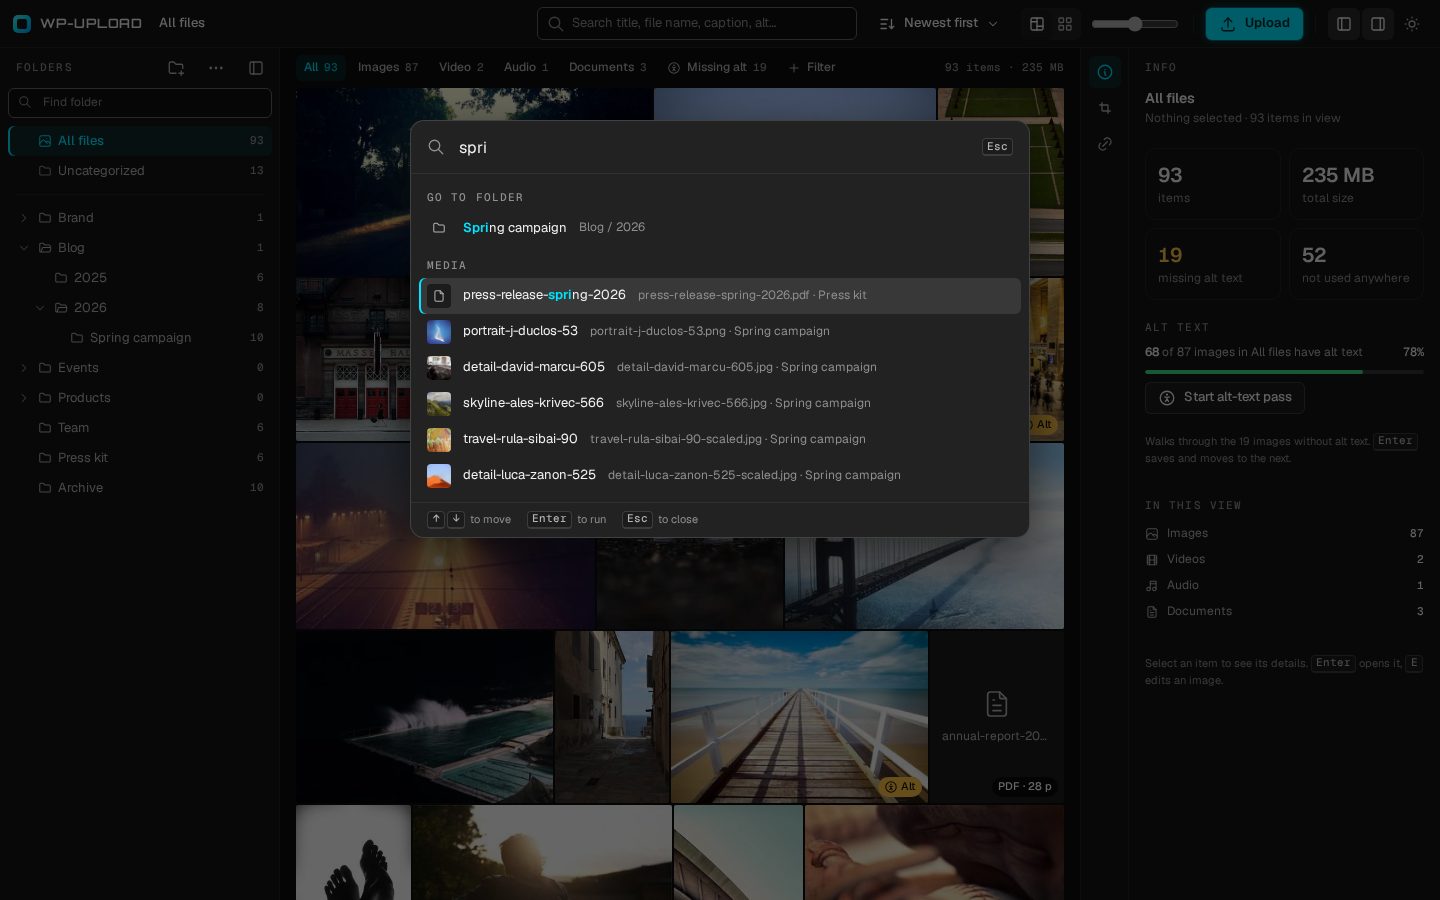 WP-UPLOAD
All files
Search title, file name, caption, alt...
Newest first
Upload
FOLDERS
Find folder
All files 93
Uncategorized 13
Brand 1
Blog 1
2025 6
2026 8
Spring campaign 10
Events 0
Products 0
Team 6
Press kit 6
Archive 10
All 93
Images 87
Video 2
Audio 1
Documents 3
Missing alt 19
Filter
93 items · 235 MB
spri
Esc
GO TO FOLDER
Spring campaign Blog / 2026
MEDIA
press-release-spring-2026 press-release-spring-2026.pdf · Press kit
portrait-j-duclos-53 portrait-j-duclos-53.png · Spring campaign
detail-david-marcu-605 detail-david-marcu-605.jpg · Spring campaign
skyline-ales-krivec-566 skyline-ales-krivec-566.jpg · Spring campaign
travel-rula-sibai-90 travel-rula-sibai-90-scaled.jpg · Spring campaign
detail-luca-zanon-525 detail-luca-zanon-525-scaled.jpg · Spring campaign
↑ ↓ to move Enter to run Esc to close
MASSEY HAL
Alt
Alt
annual-report-20...
PDF · 28 p
INFO
All files
Nothing selected · 93 items in view
93
items
235 MB
total size
19
missing alt text
52
not used anywhere
ALT TEXT
68 of 87 images in All files have alt text 78%
Start alt-text pass
Walks through the 19 images without alt text. Enter
saves and moves to the next.
IN THIS VIEW
Images 87
Videos 2
Audio 1
Documents 3
Select an item to see its details. Enter opens it, E
edits an image.